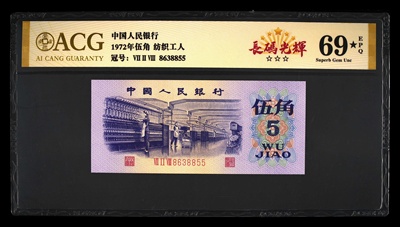 ACG
AI CANG GUARANTY
中国人民银行
1972年伍角 纺织工人
冠号: VII II VIII 8638855
長碼光輝
☆☆☆
69★
EPQ
Superb Gem Unc
中國人民银行
伍角
5
WU
JIAO
VII II VIII 8638855